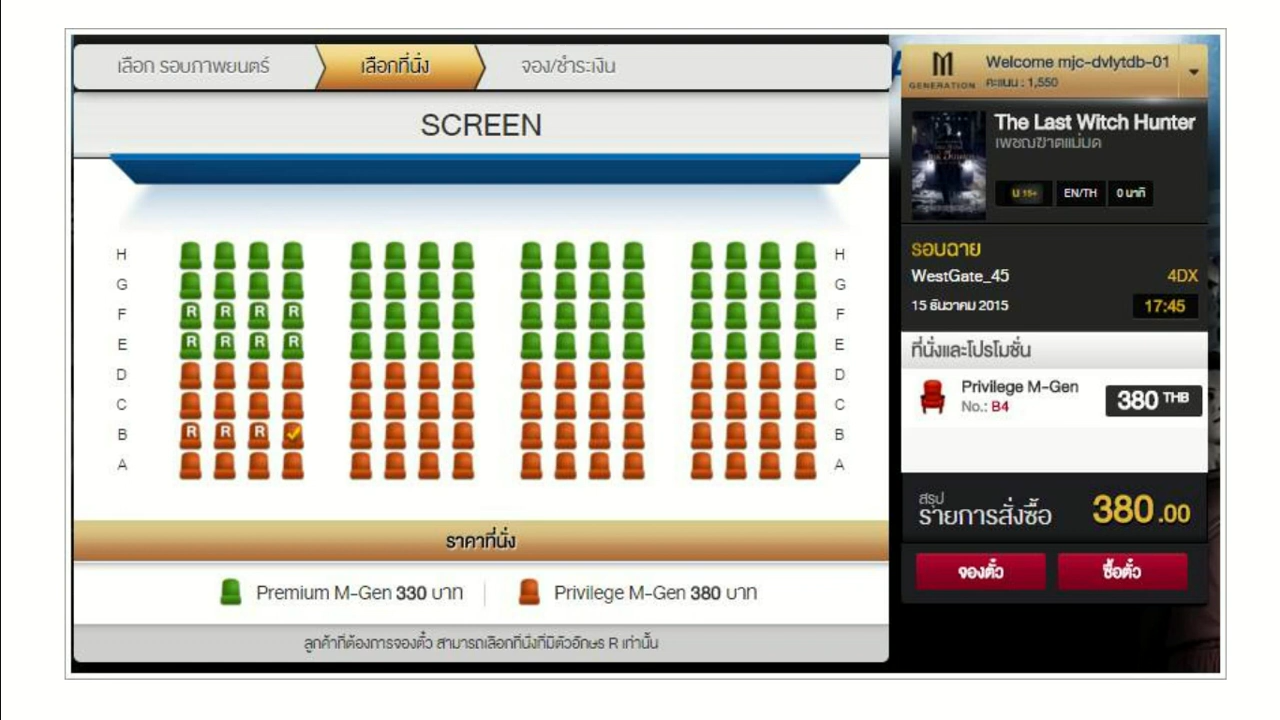 เลือก รอบภาพยนตร์
เลือกที่นั่ง
จอง/ชำระเงิน
SCREEN
H H
G G
F R R R R F
E R R R R E
D D
C C
B R R R B
A A
ราคาที่นั่ง
Premium M-Gen 330 บาท
Privilege M-Gen 380 บาท
ลูกค้าที่ต้องการจองตั๋ว สามารถเลือกที่นั่งที่มีตัวอักษร R เท่านั้น
M GENERATION
Welcome mjc-dvlytdb-01
คะแนน : 1,550
The Last Witch Hunter
เพชฌฆาตแม่มด
น 15+ EN/TH 0 นาที
รอบฉาย
WestGate_45 4DX
15 ธันวาคม 2015 17:45
ที่นั่งและโปรโมชั่น
Privilege M-Gen
No.: B4
380 THB
สรุป
รายการสั่งซื้อ 380.00
จองตั๋ว ซื้อตั๋ว